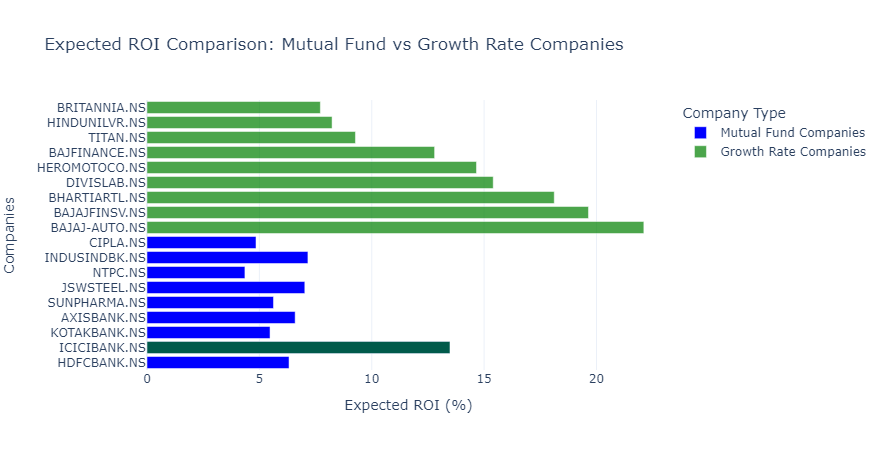 Expected ROI Comparison: Mutual Fund vs Growth Rate Companies
Company Type
Mutual Fund Companies
Growth Rate Companies
Companies
BRITANNIA.NS
HINDUNILVR.NS
TITAN.NS
BAJFINANCE.NS
HEROMOTOCO.NS
DIVISLAB.NS
BHARTIARTL.NS
BAJAJFINSV.NS
BAJAJ-AUTO.NS
CIPLA.NS
INDUSINDBK.NS
NTPC.NS
JSWSTEEL.NS
SUNPHARMA.NS
AXISBANK.NS
KOTAKBANK.NS
ICICIBANK.NS
HDFCBANK.NS
0 5 10 15 20
Expected ROI (%)